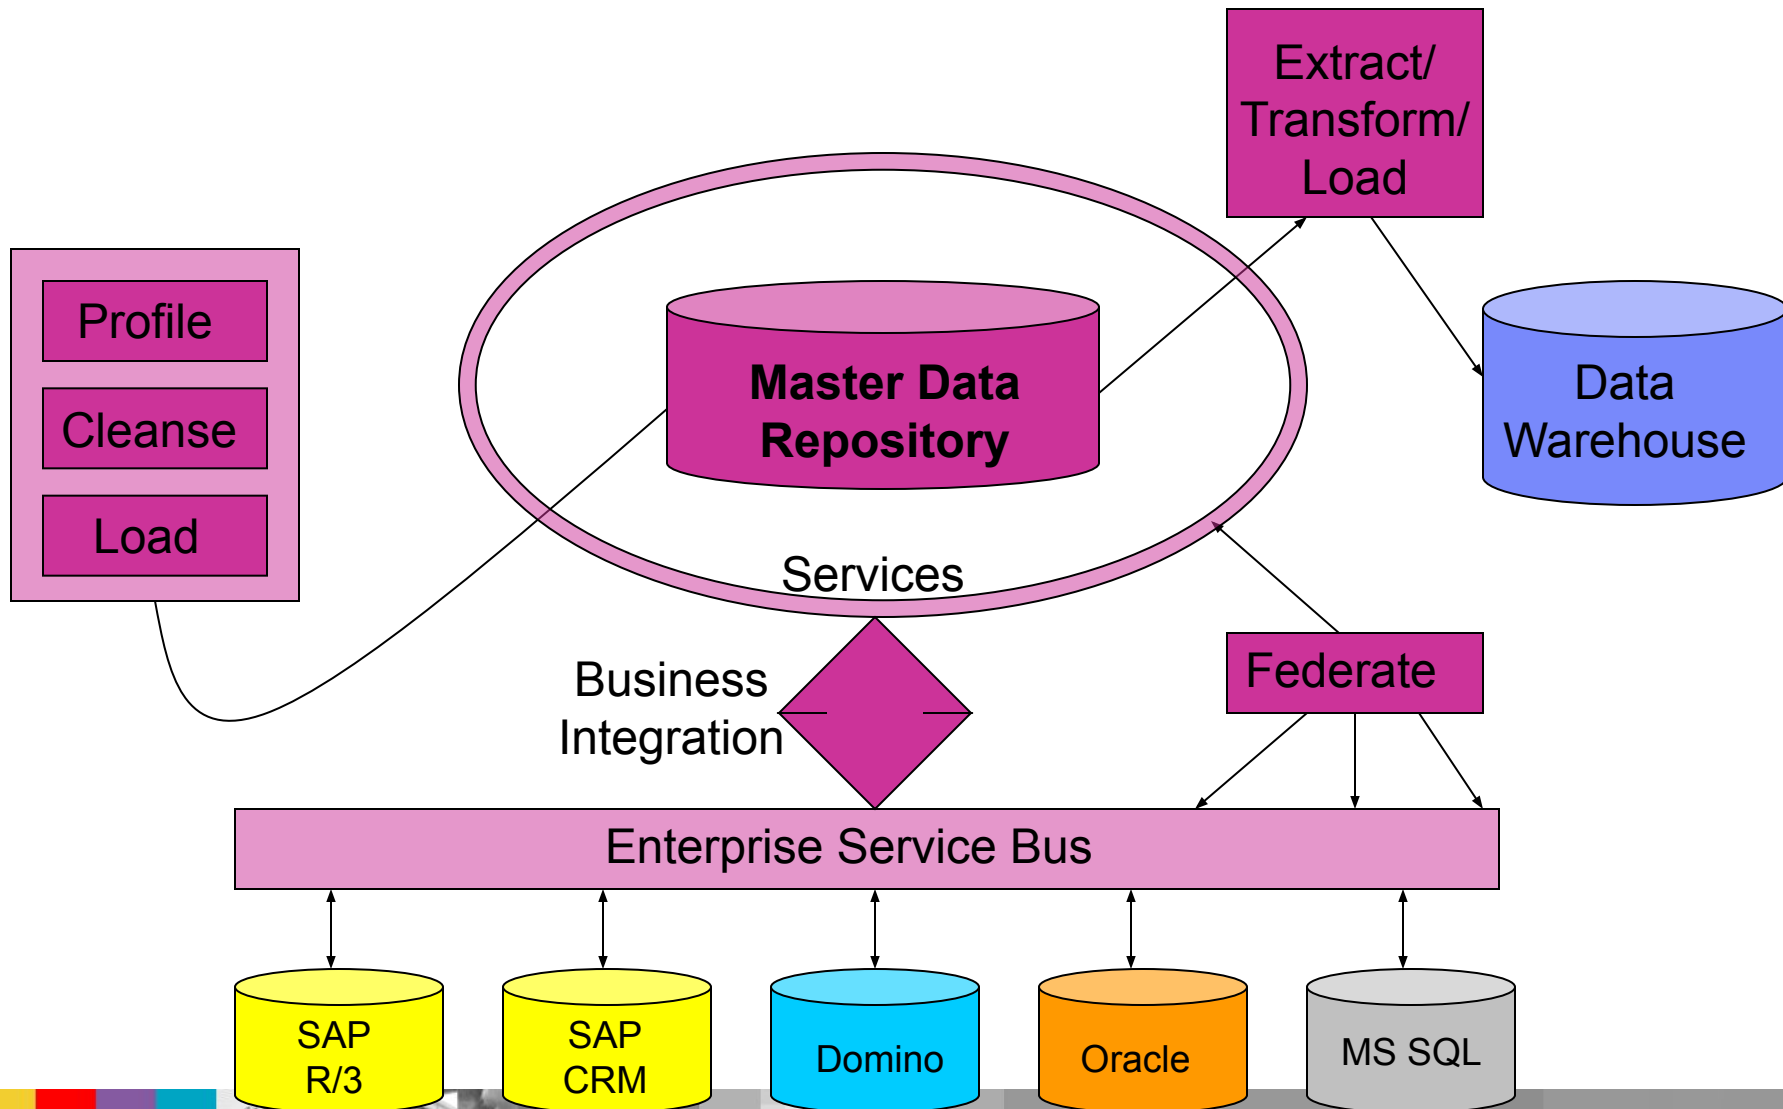 Extract/
Transform/
Load
Profile
Cleanse
Load
Master Data
Repository
Data
Warehouse
Services
Business
Integration
Federate
Enterprise Service Bus
SAP
R/3
SAP
CRM
Domino
Oracle
MS SQL